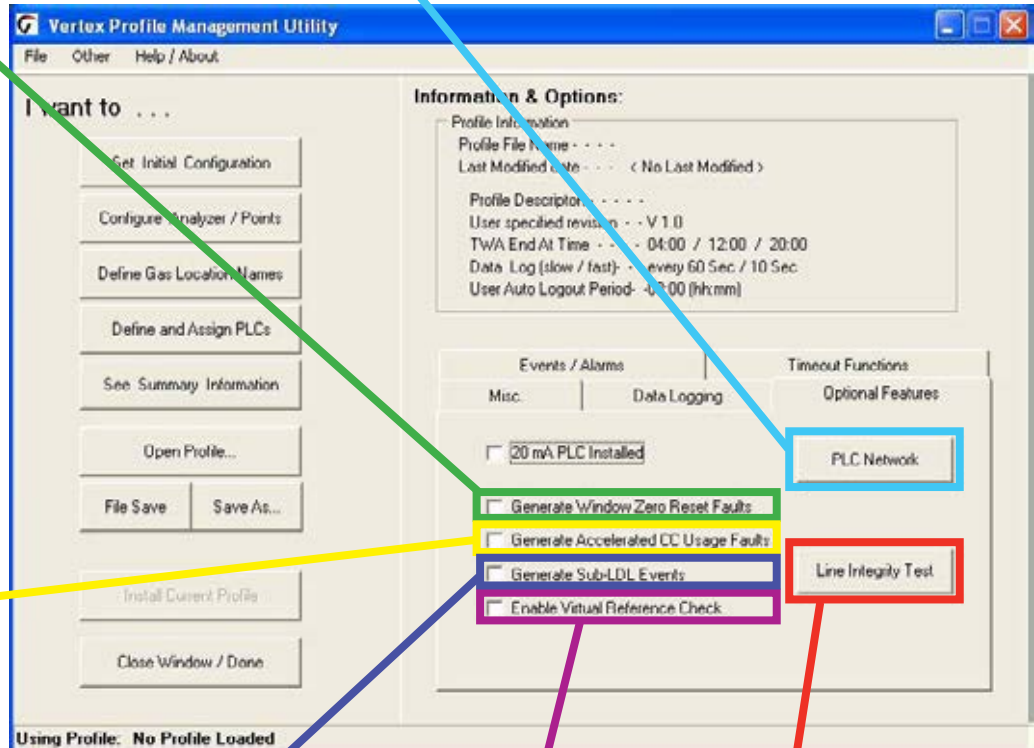 Vertex Profile Management Utility
File Other Help / About
I want to . . .
Get Initial Configuration
Configure Analyzer / Points
Define Gas Location Names
Define and Assign PLCs
See Summary Information
Open Profile...
File Save Save As...
Install Current Profile
Close Window / Done
Information & Options:
Profile Information
Profile File Name - - - -
Last Modified date - - - < No Last Modified >
Profile Descriptor - - - - -
User specified revision - - V 1.0
TWA End At Time - - - - 04:00 / 12:00 / 20:00
Data Log (slow / fast)- - every 60 Sec / 10 Sec
User Auto Logout Period- -00:00 (hh:mm)
Events / Alarms Timeout Functions
Misc. Data Logging Optional Features
20 mA PLC Installed
PLC Network
Generate Window Zero Reset Faults
Generate Accelerated CC Usage Faults
Generate Sub-LDL Events
Line Integrity Test
Enable Virtual Reference Check
Using Profile: No Profile Loaded